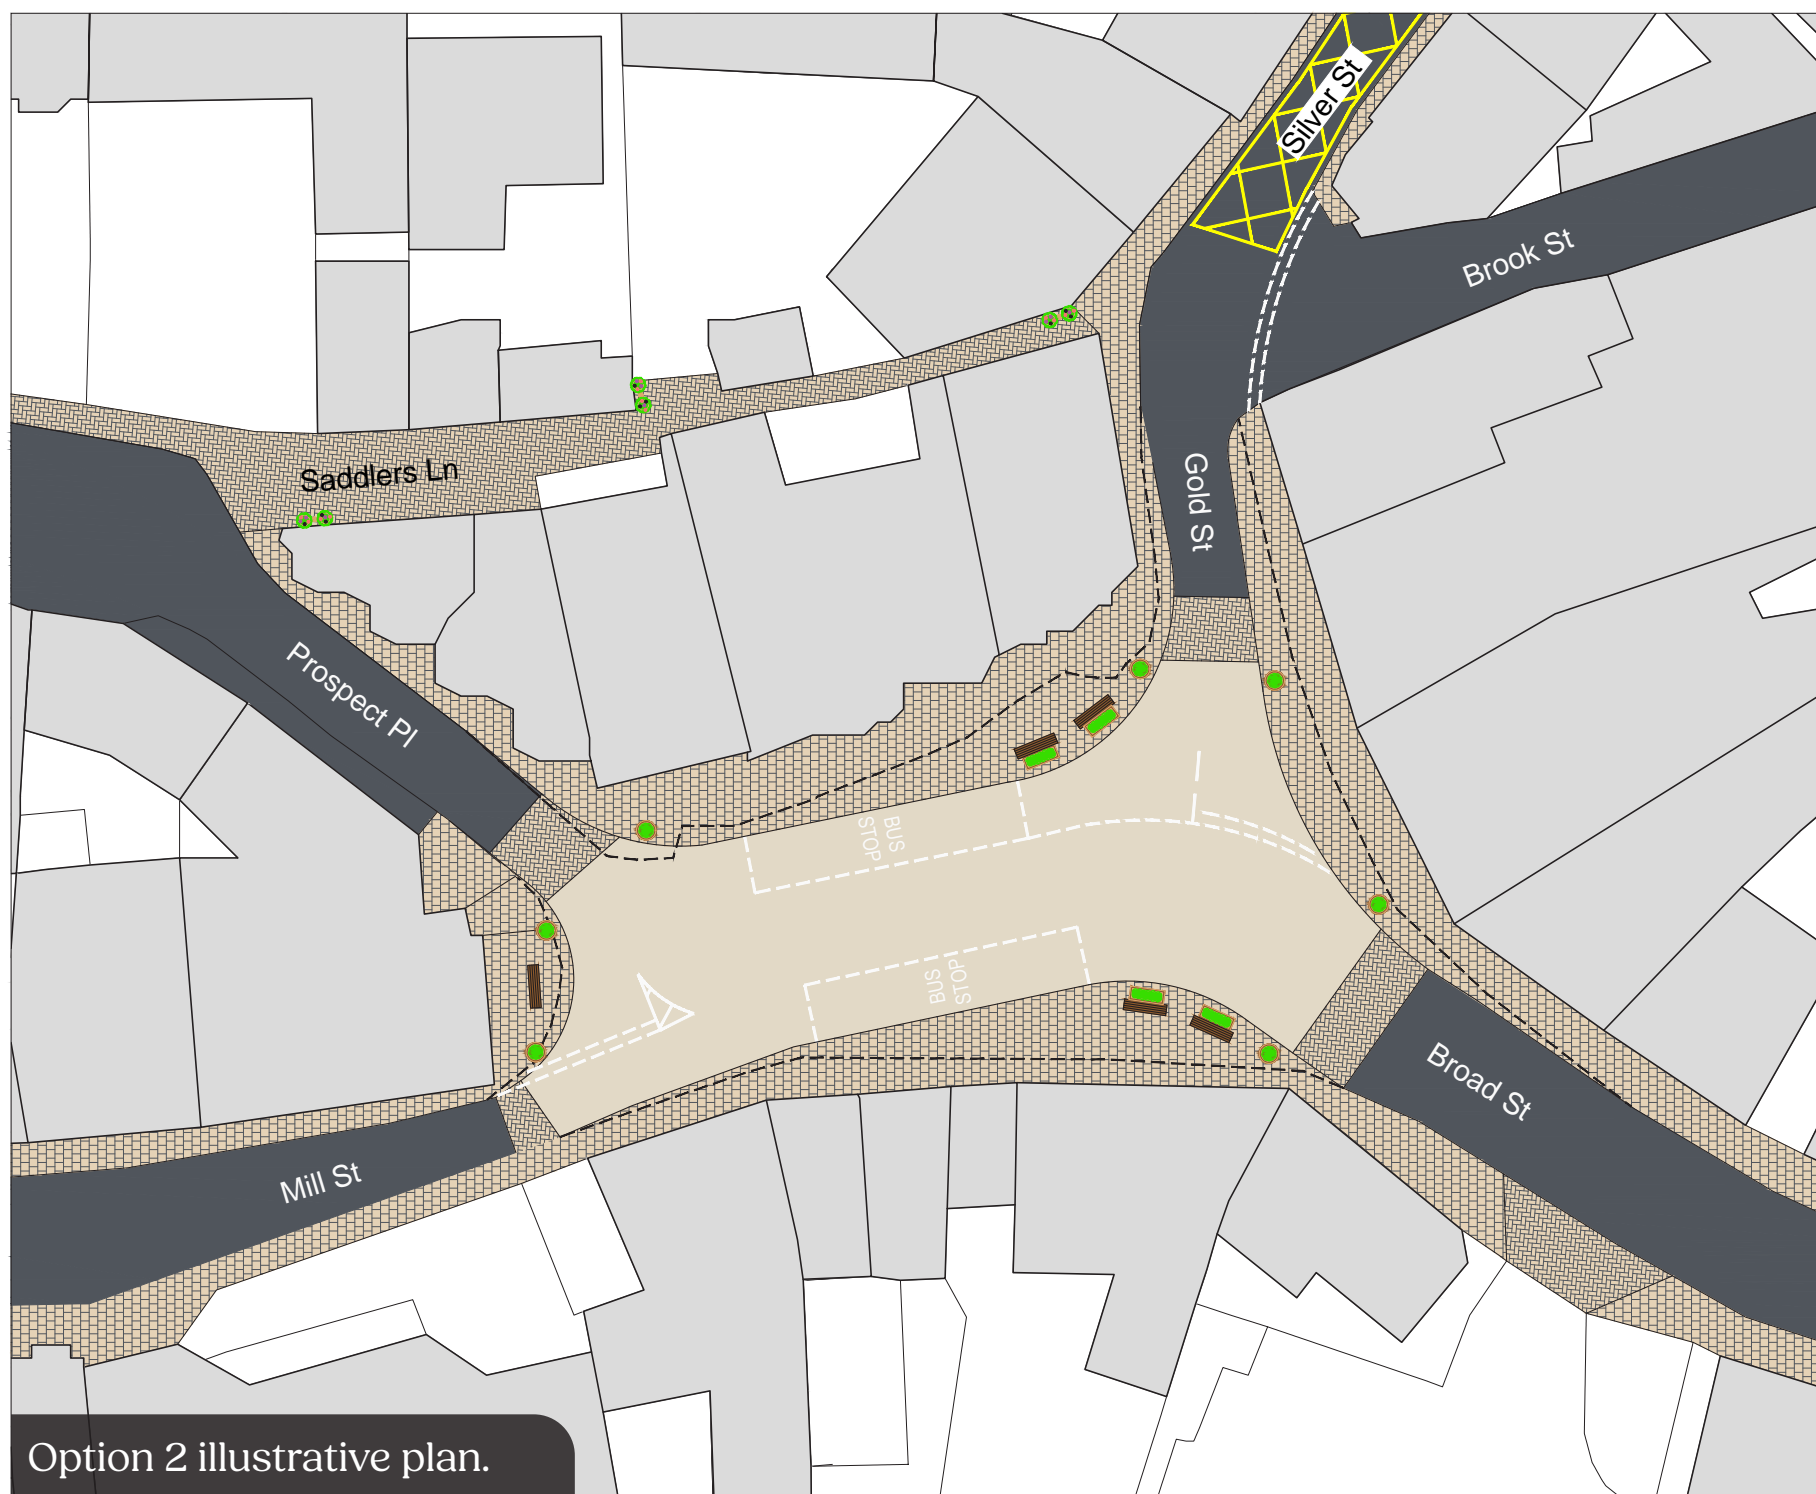 Silver St
Brook St
Gold St
Saddlers Ln
Prospect Pl
BUS
STOP
BUS
STOP
Broad St
Mill St
Option 2 illustrative plan.